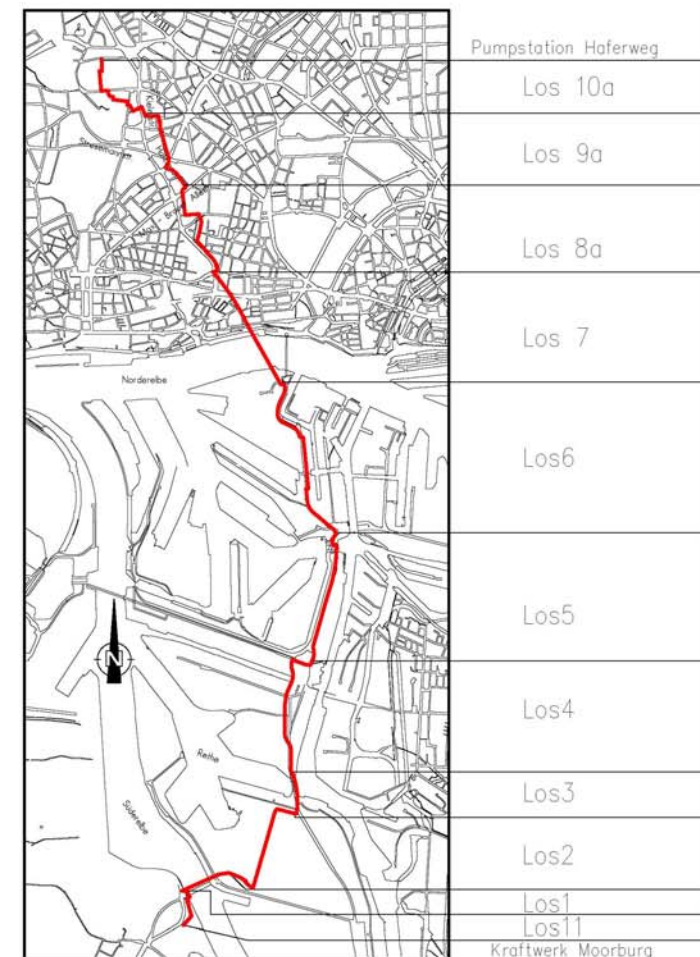 Pumpstation Haferweg
Los 10a
Los 9a
Los 8a
Los 7
Los6
Los5
Los4
Los3
Los2
Los1
Los11
Kraftwerk Moorburg
Norderelbe
N
Rethe
Süderelbe